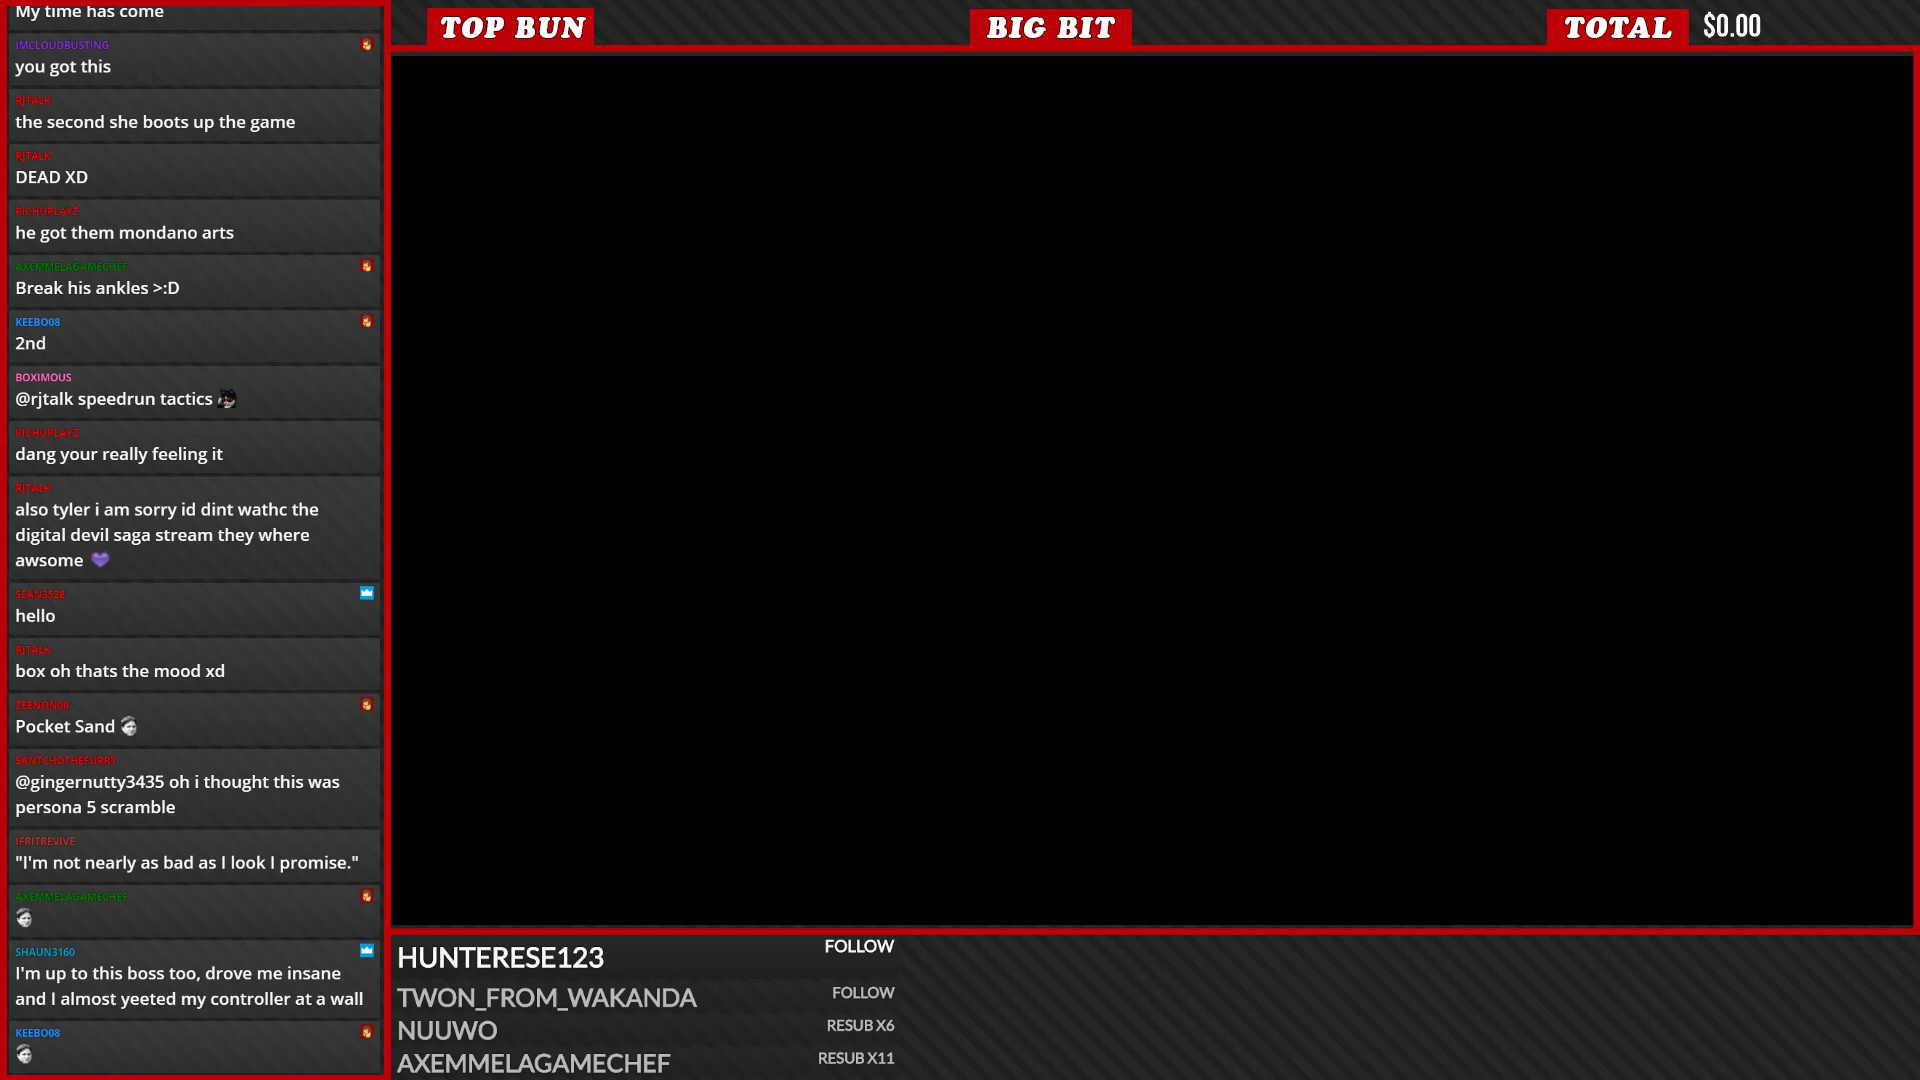 My time has come
IMCLOUDBUSTING
you got this
RJTALK
the second she boots up the game
RJTALK
DEAD XD
PICHUPLAYZ
he got them mondano arts
AXEMMELAGAMECHEF
Break his ankles >:D
KEEBO08
2nd
BOXIMOUS
@rjtalk speedrun tactics
PICHUPLAYZ
dang your really feeling it
RJTALK
also tyler i am sorry id dint wathc the
digital devil saga stream they where
awsome
SEAN3528
hello
RJTALK
box oh thats the mood xd
ZEENON00
Pocket Sand
SANTCHOTHEFURRY
@gingernutty3435 oh i thought this was
persona 5 scramble
IFRITREVIVE
"I'm not nearly as bad as I look I promise."
AXEMMELAGAMECHEF
SHAUN3160
I'm up to this boss too, drove me insane
and I almost yeeted my controller at a wall
KEEBO08
TOP BUN
BIG BIT
TOTAL $0.00
HUNTERESE123 FOLLOW
TWON_FROM_WAKANDA FOLLOW
NUUWO RESUB X6
AXEMMELAGAMECHEF RESUB X11